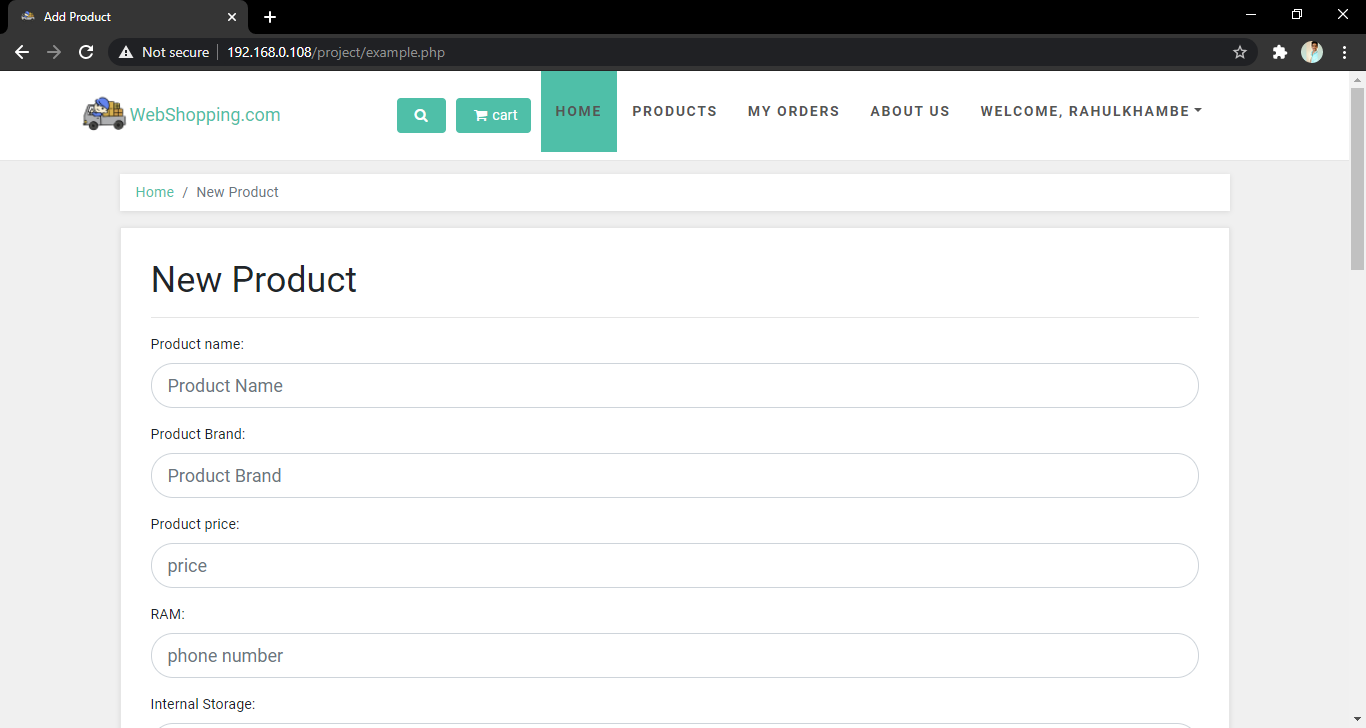 Add Product
Not secure 192.168.0.108/project/example.php
WebShopping.com cart HOME PRODUCTS MY ORDERS ABOUT US WELCOME, RAHULKHAMBE
Home / New Product
New Product
Product name:
Product Name
Product Brand:
Product Brand
Product price:
price
RAM:
phone number
Internal Storage: